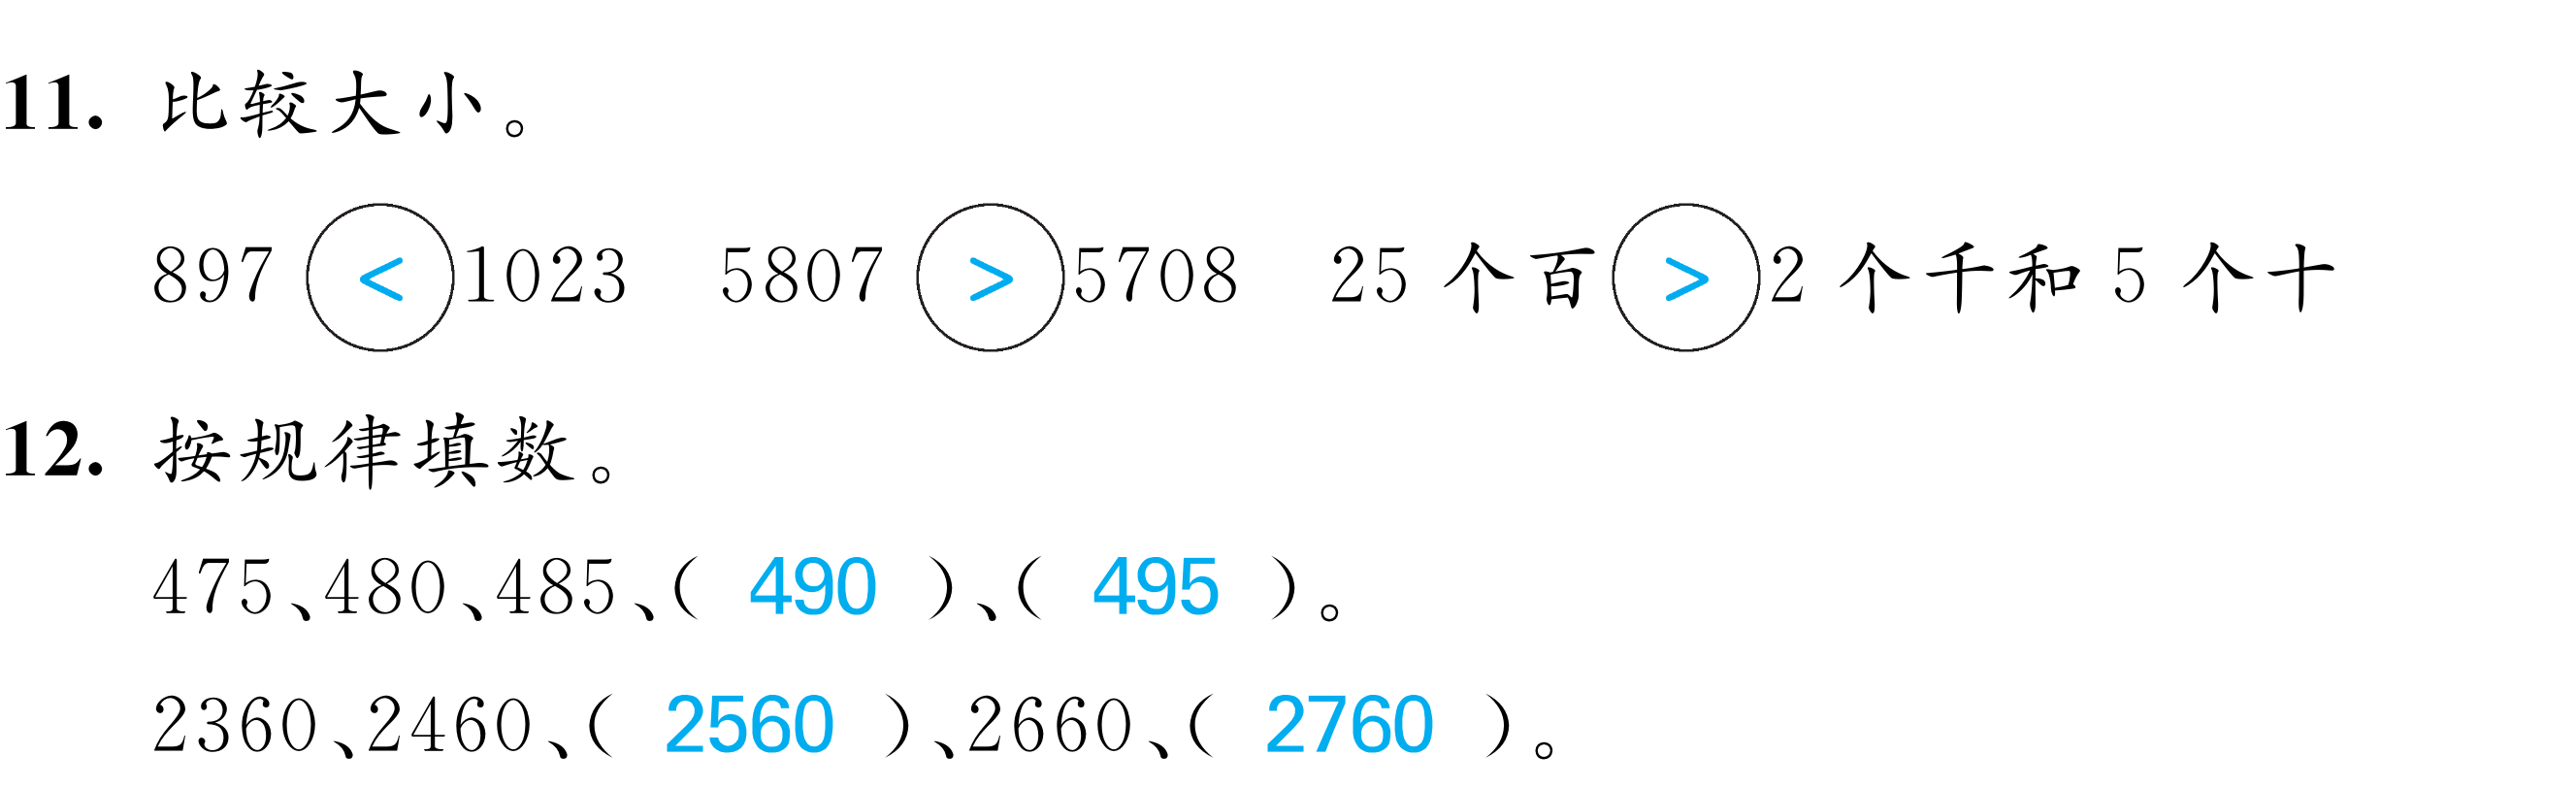 11. 比较大小。
897 < 1023 5807 > 5708 25 个百 > 2 个千和 5 个十
12. 按规律填数。
475、480、485、( 490 )、( 495 )。
2360、2460、( 2560 )、2660、( 2760 )。